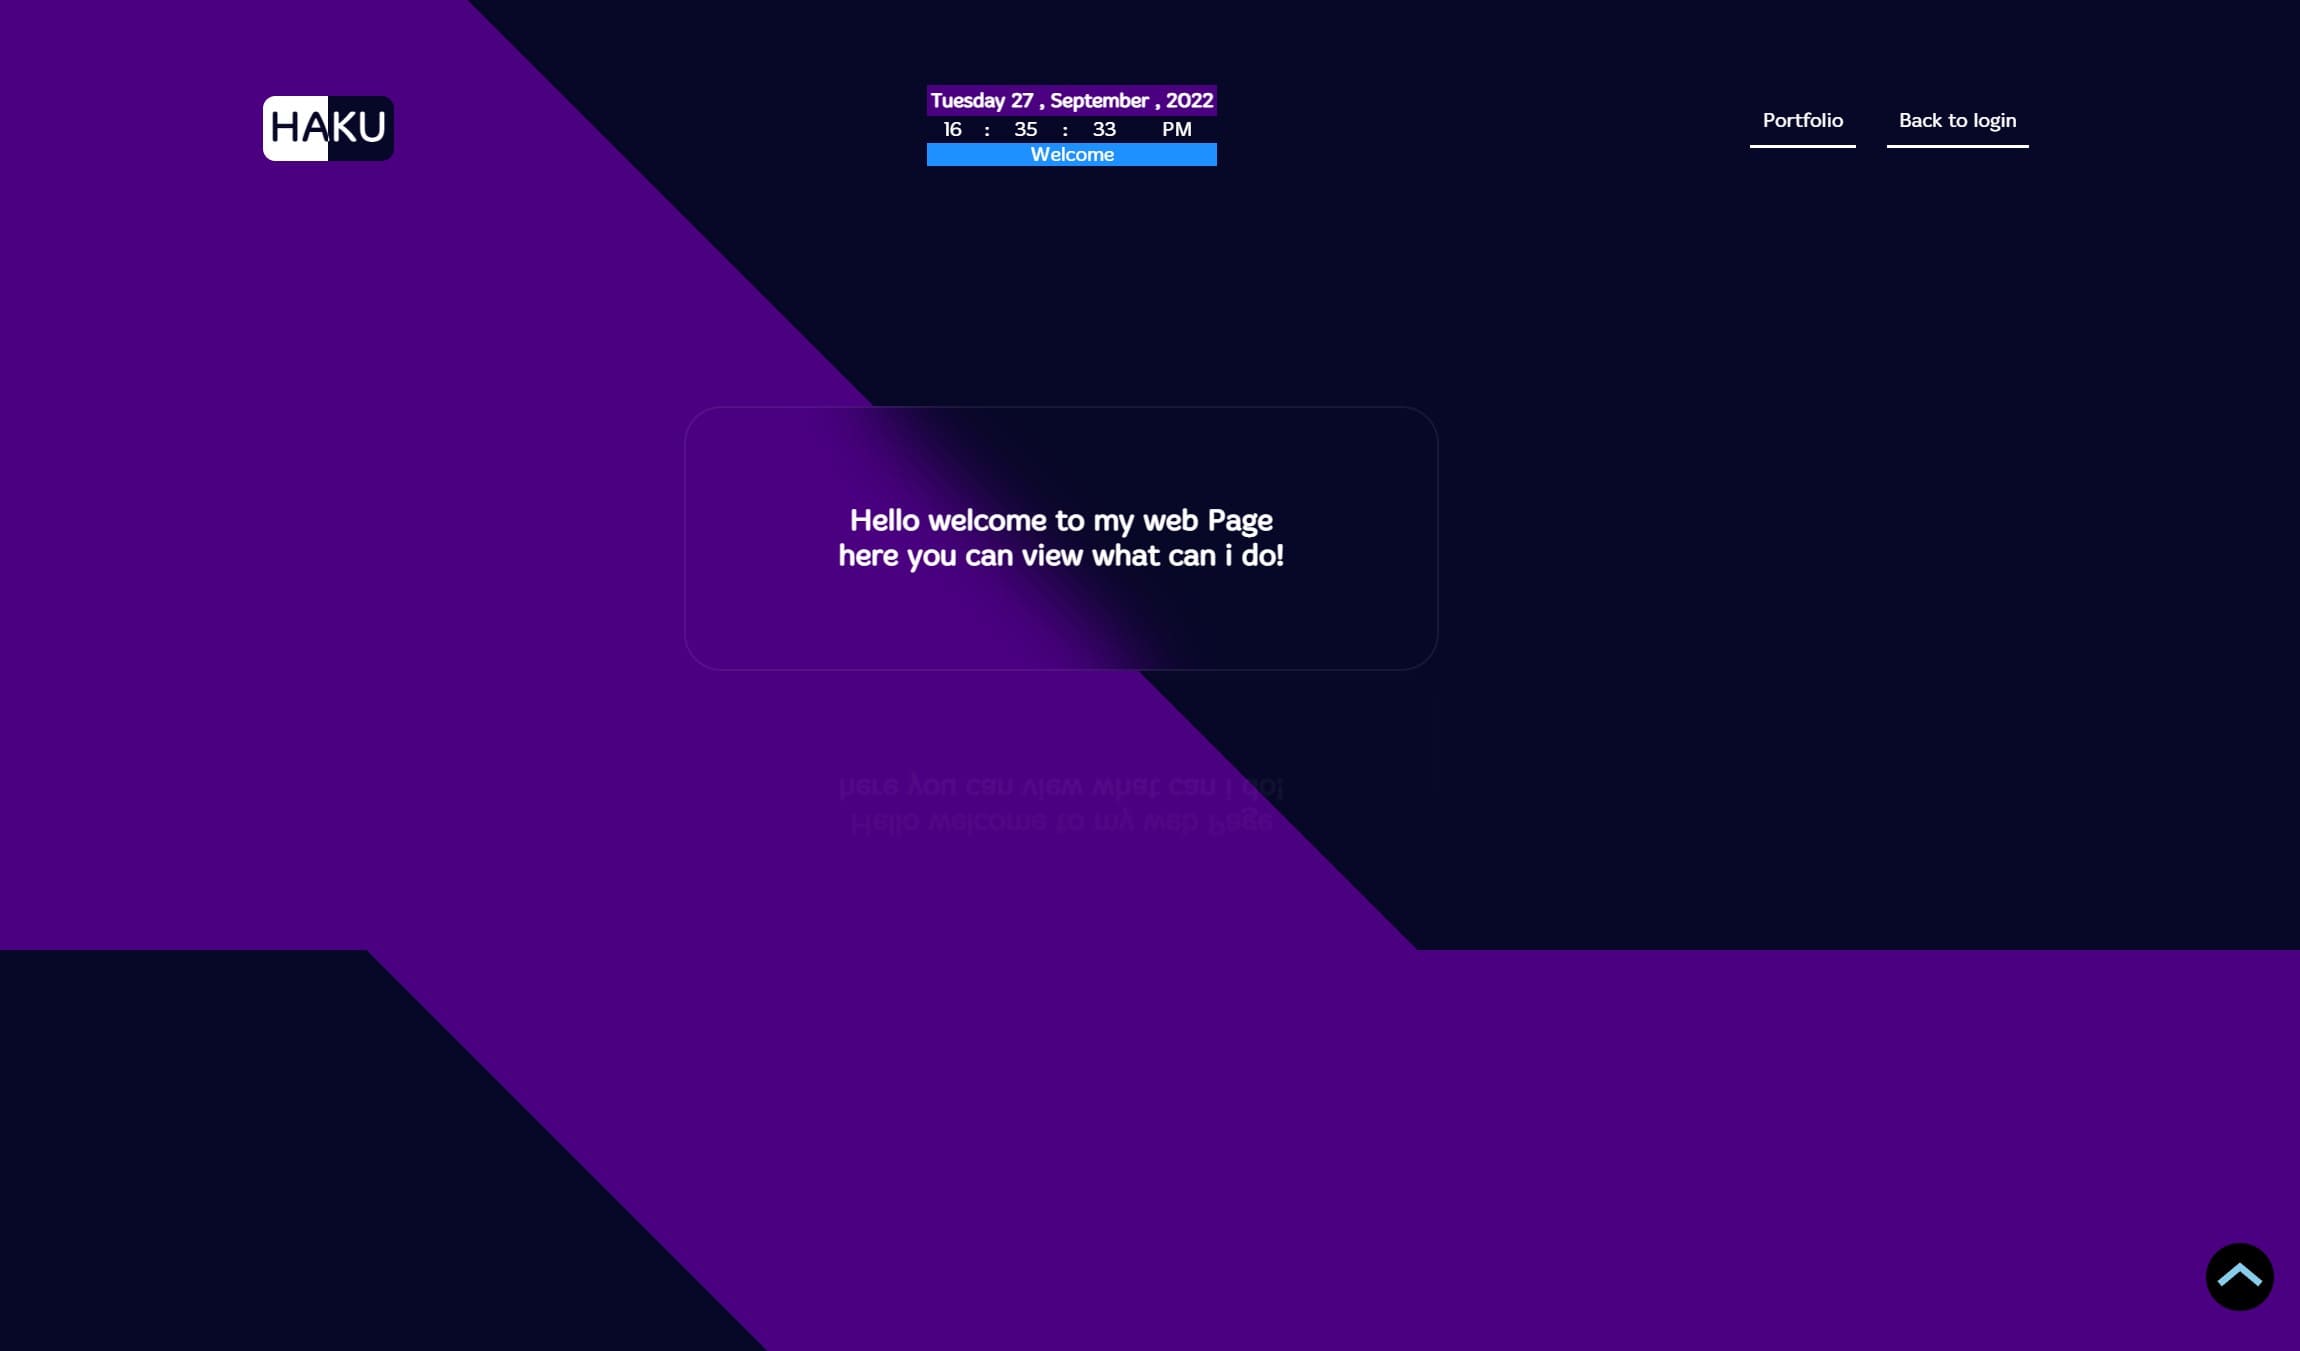 HAKU
Tuesday 27 , September , 2022
16 : 35 : 33 PM
Welcome
Portfolio
Back to login
Hello welcome to my web Page
here you can view what can i do!
here you can view what can i do!
Hello welcome to my web Page